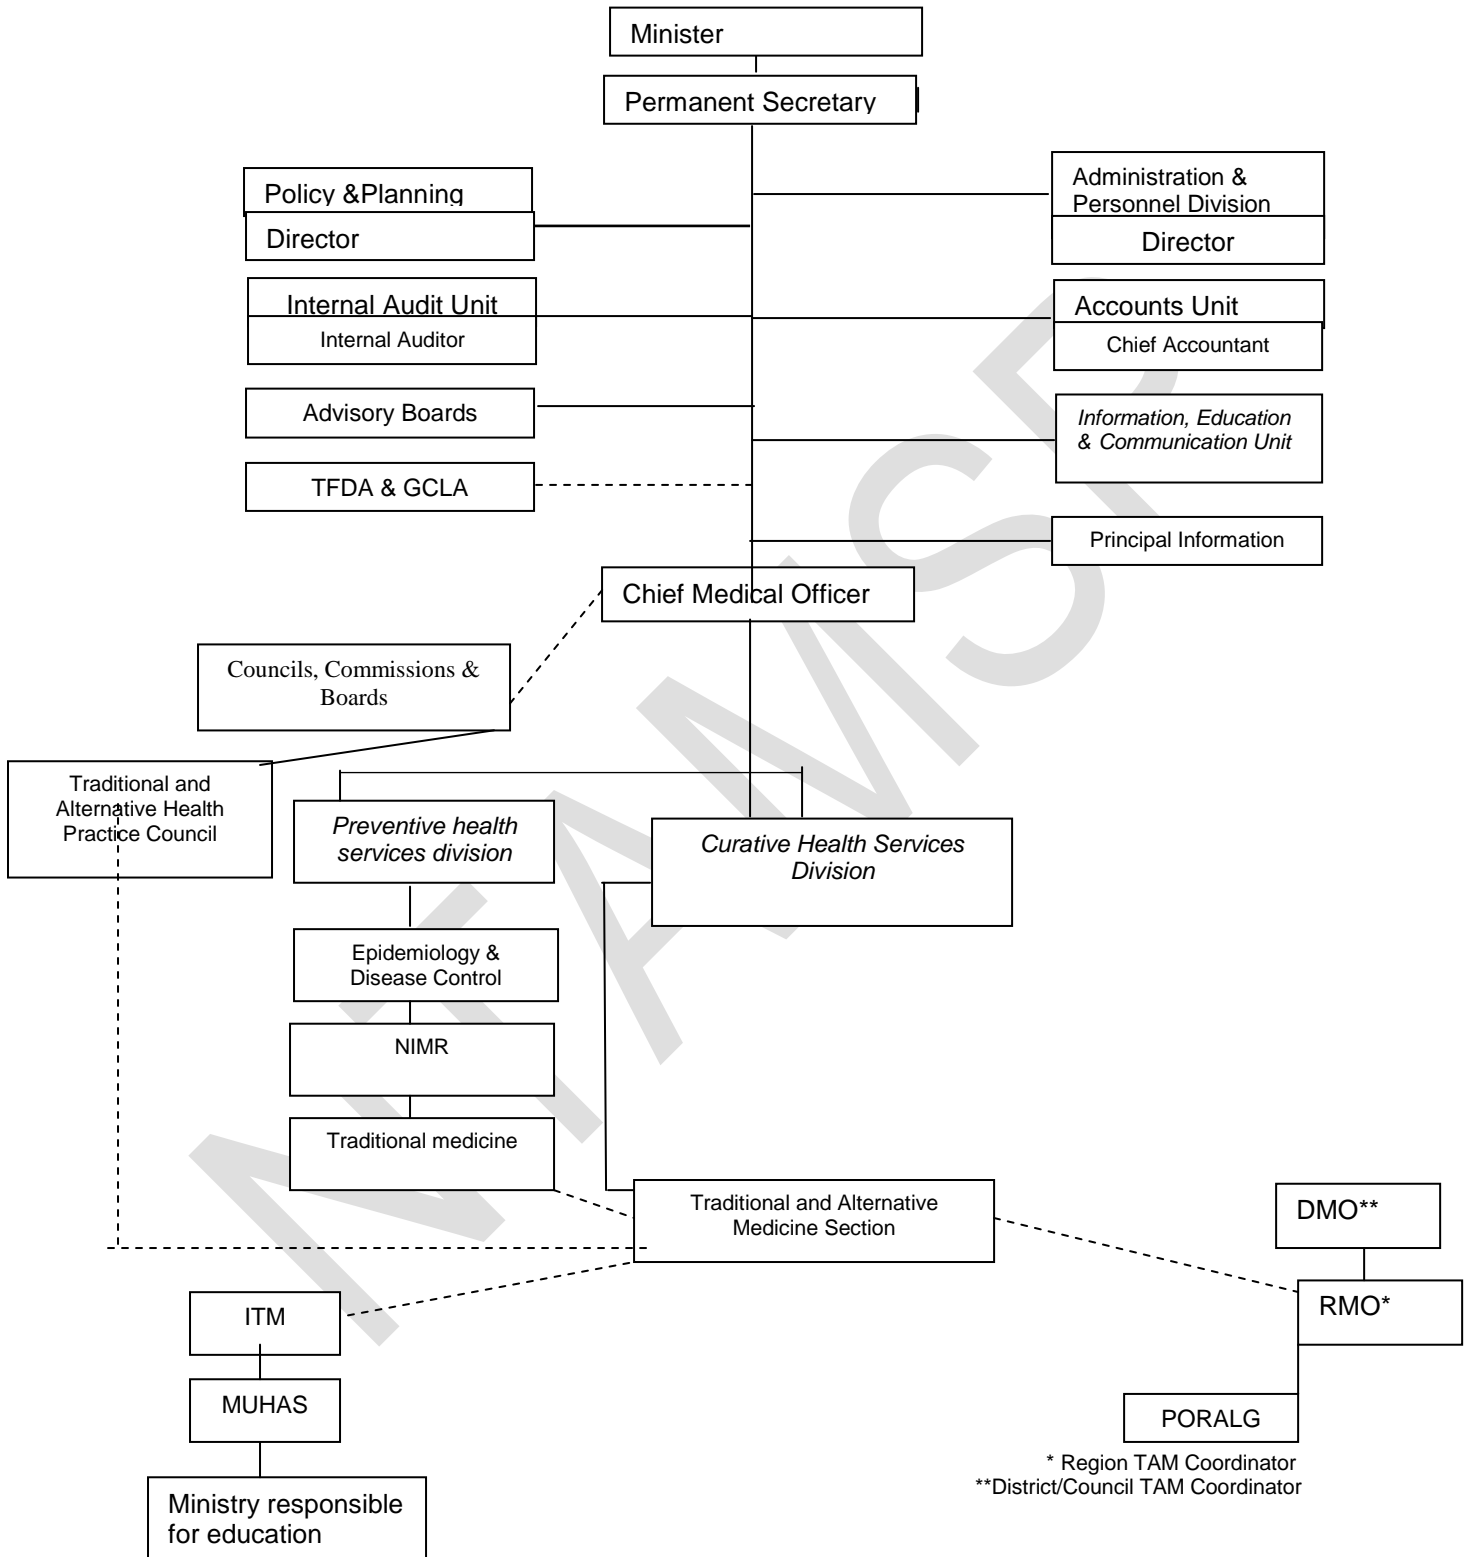 Minister
Permanent Secretary
Policy &Planning
Director
Administration &
Personnel Division
Director
Internal Audit Unit
Internal Auditor
Accounts Unit
Chief Accountant
Advisory Boards
Information, Education
& Communication Unit
TFDA & GCLA
Principal Information
Chief Medical Officer
Councils, Commissions &
Boards
Traditional and
Alternative Health
Practice Council
Preventive health
services division
Curative Health Services
Division
Epidemiology &
Disease Control
NIMR
Traditional medicine
Traditional and Alternative
Medicine Section
DMO**
RMO*
ITM
MUHAS
PORALG
* Region TAM Coordinator
**District/Council TAM Coordinator
Ministry responsible
for education
NTAMSP